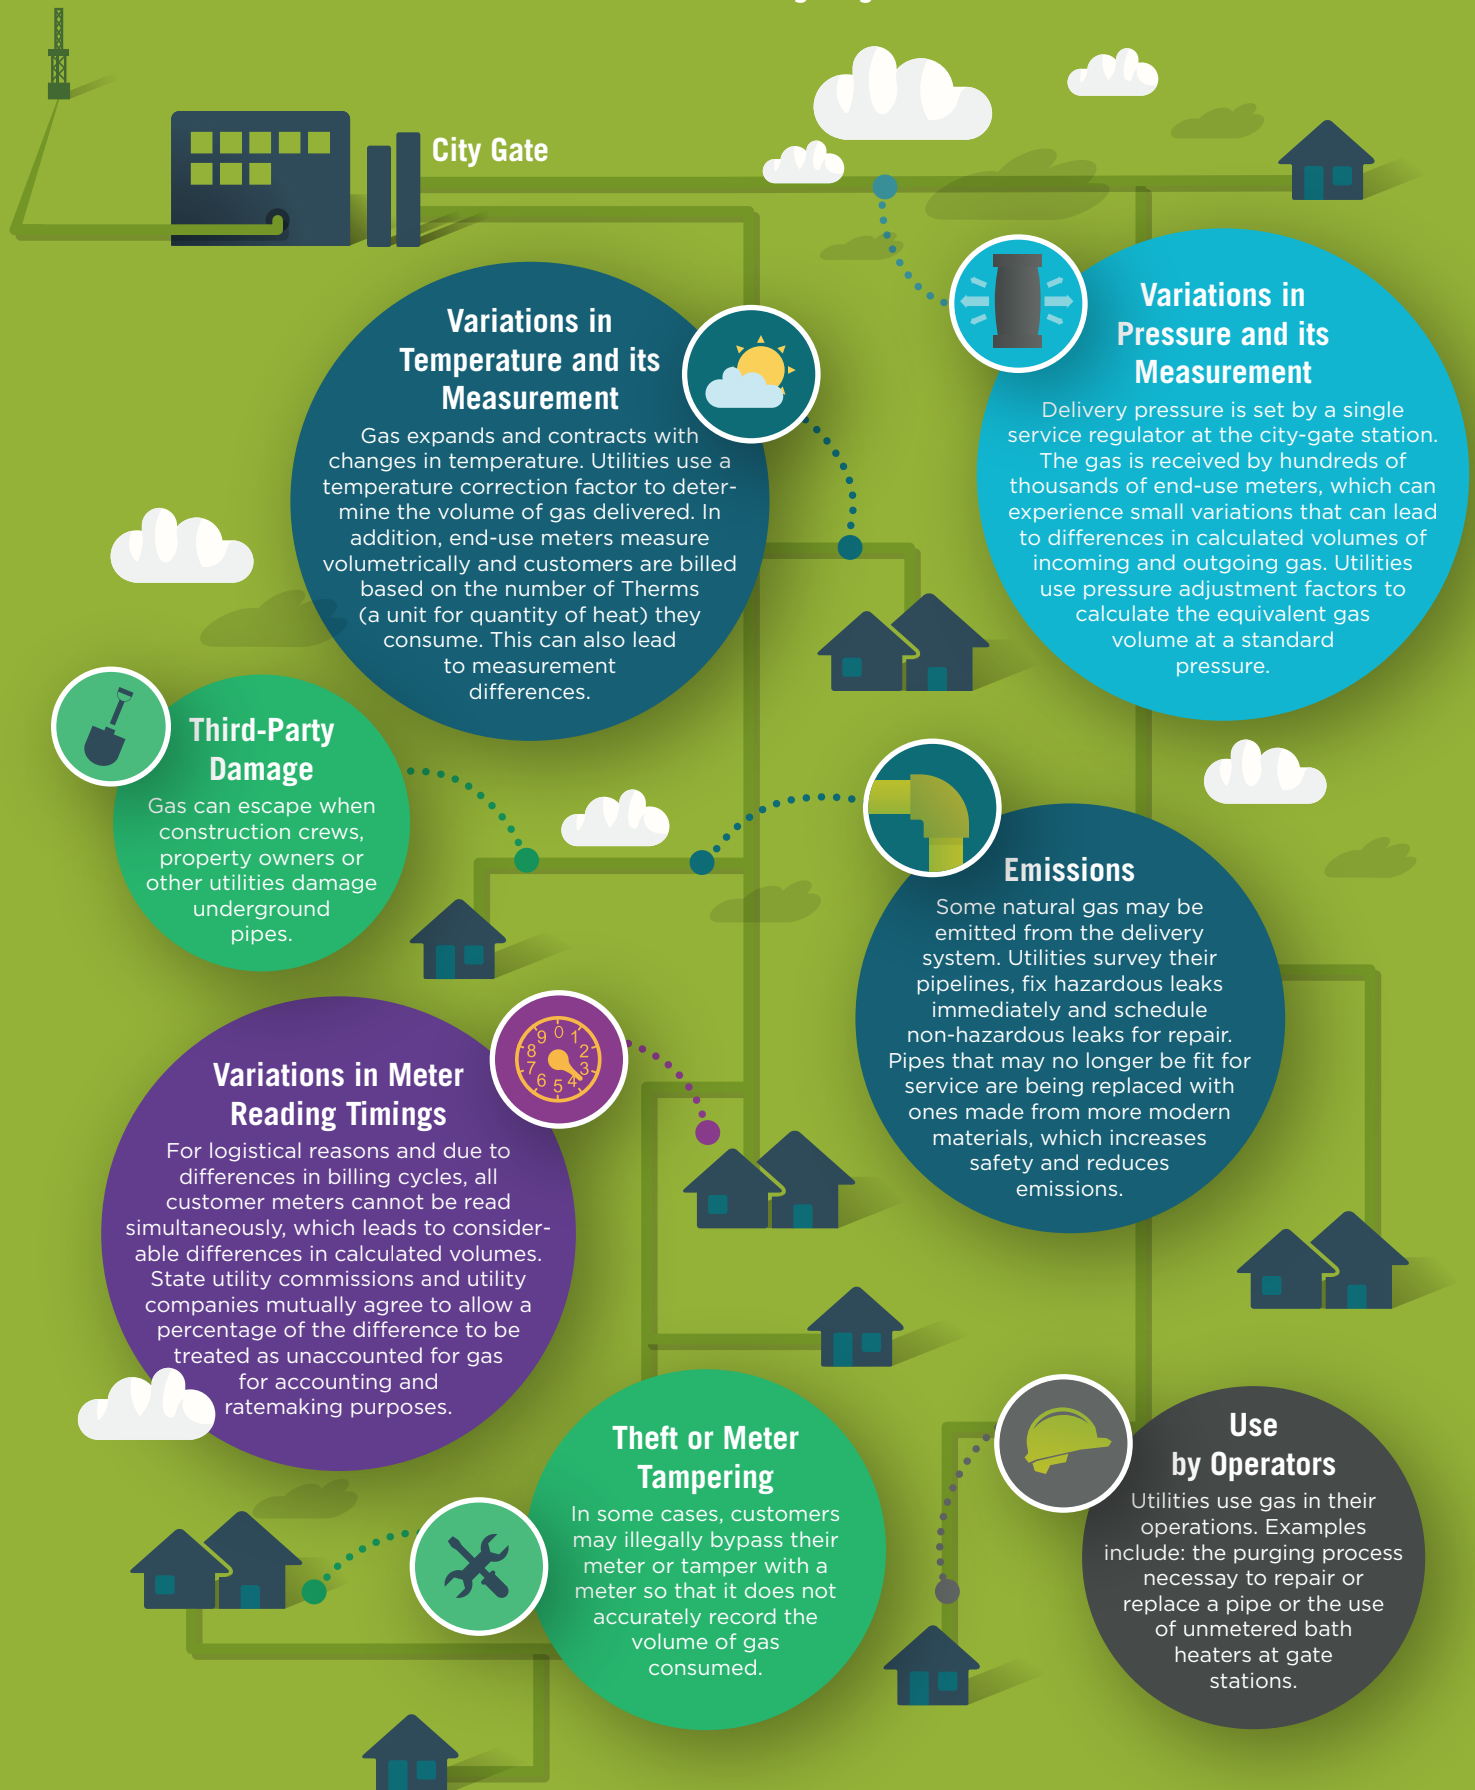 City Gate
Variations in
Temperature and its
Measurement
Gas expands and contracts with
changes in temperature. Utilities use a
temperature correction factor to deter-
mine the volume of gas delivered. In
addition, end-use meters measure
volumetrically and customers are billed
based on the number of Therms
(a unit for quantity of heat) they
consume. This can also lead
to measurement
differences.
Variations in
Pressure and its
Measurement
Delivery pressure is set by a single
service regulator at the city-gate station.
The gas is received by hundreds of
thousands of end-use meters, which can
experience small variations that can lead
to differences in calculated volumes of
incoming and outgoing gas. Utilities
use pressure adjustment factors to
calculate the equivalent gas
volume at a standard
pressure.
Third-Party
Damage
Gas can escape when
construction crews,
property owners or
other utilities damage
underground
pipes.
Emissions
Some natural gas may be
emitted from the delivery
system. Utilities survey their
pipelines, fix hazardous leaks
immediately and schedule
non-hazardous leaks for repair.
Pipes that may no longer be fit for
service are being replaced with
ones made from more modern
materials, which increases
safety and reduces
emissions.
Variations in Meter
Reading Timings
For logistical reasons and due to
differences in billing cycles, all
customer meters cannot be read
simultaneously, which leads to consider-
able differences in calculated volumes.
State utility commissions and utility
companies mutually agree to allow a
percentage of the difference to be
treated as unaccounted for gas
for accounting and
ratemaking purposes.
9 0 1
8 2
7 3
6 5 4
Theft or Meter
Tampering
In some cases, customers
may illegally bypass their
meter or tamper with a
meter so that it does not
accurately record the
volume of gas
consumed.
Use
by Operators
Utilities use gas in their
operations. Examples
include: the purging process
necessay to repair or
replace a pipe or the use
of unmetered bath
heaters at gate
stations.